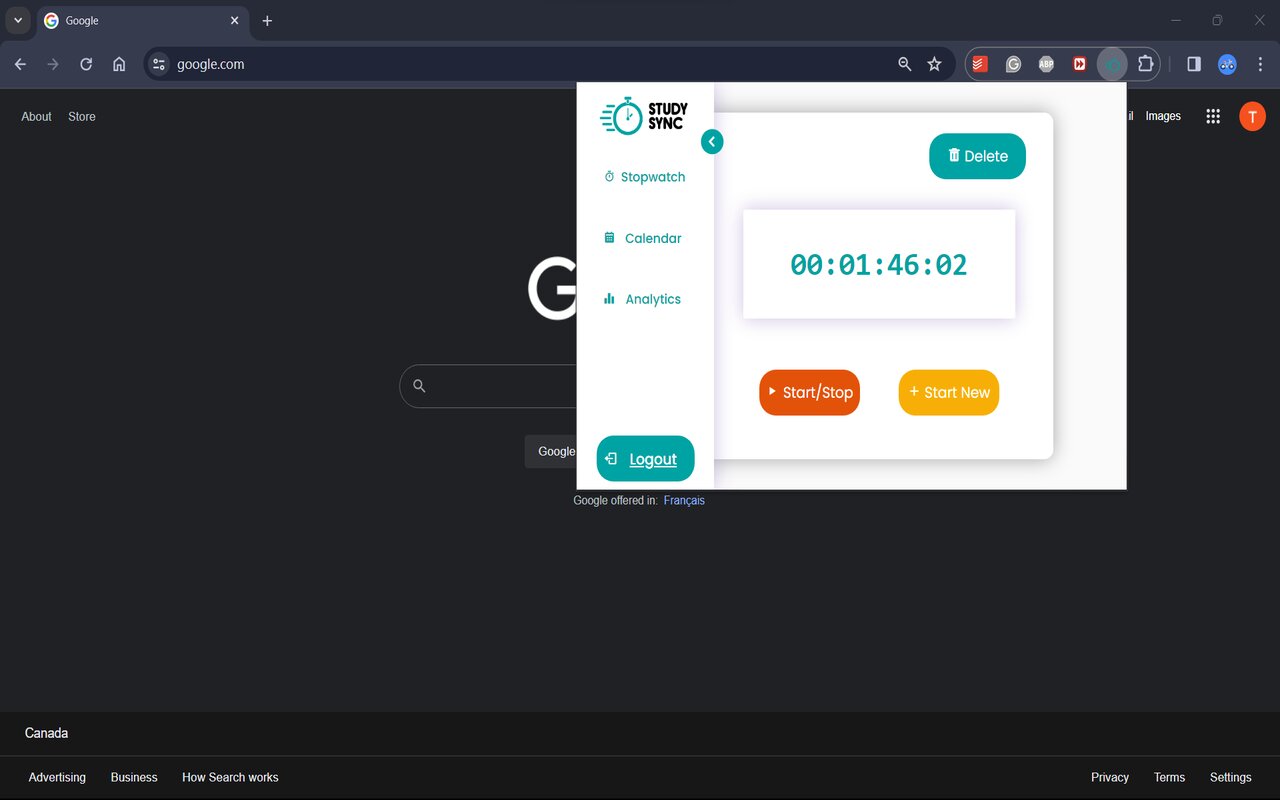 Google
google.com
ABP
About
Store
il
Images
T
STUDY
SYNC
Stopwatch
Calendar
Analytics
Logout
Delete
00:01:46:02
Start/Stop
+ Start New
G
Google
Google offered in: Français
Canada
Advertising
Business
How Search works
Privacy
Terms
Settings